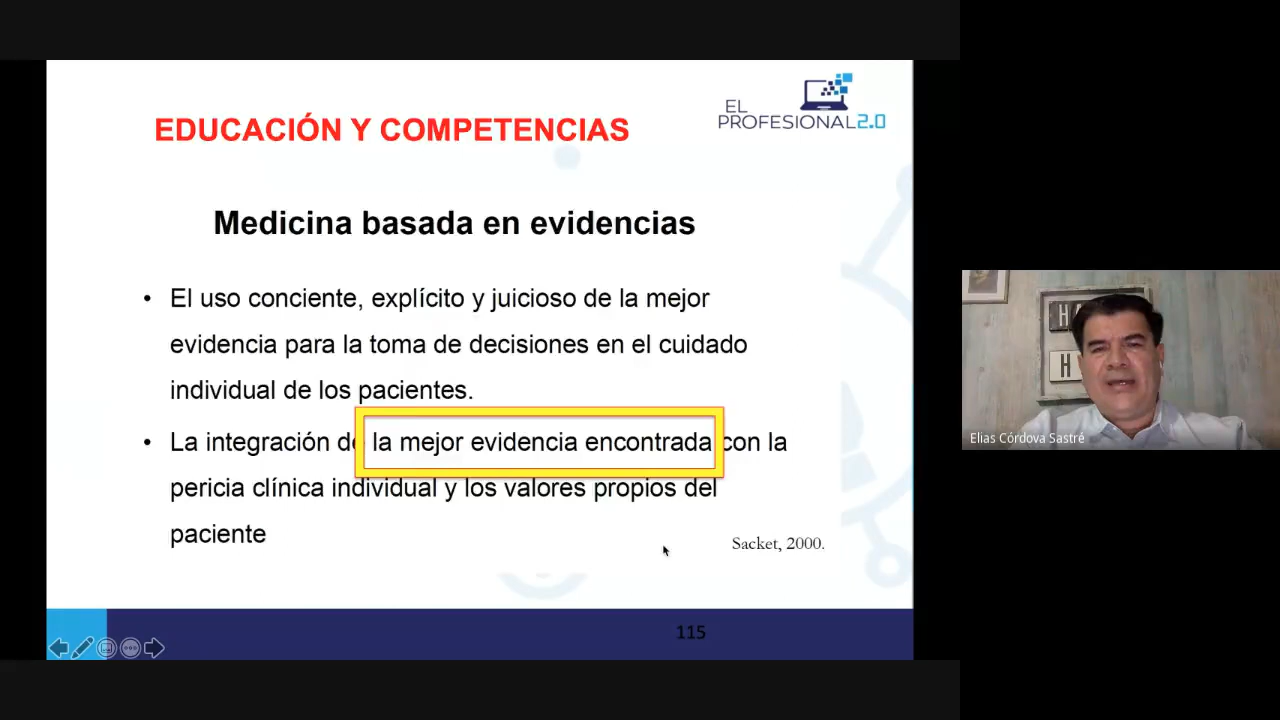 EL
PROFESIONAL2.0
EDUCACIÓN Y COMPETENCIAS
Medicina basada en evidencias
• El uso conciente, explícito y juicioso de la mejor
evidencia para la toma de decisiones en el cuidado
individual de los pacientes.
• La integración de la mejor evidencia encontrada con la
pericia clínica individual y los valores propios del
paciente
Sacket, 2000.
115
Elias Córdova Sastré